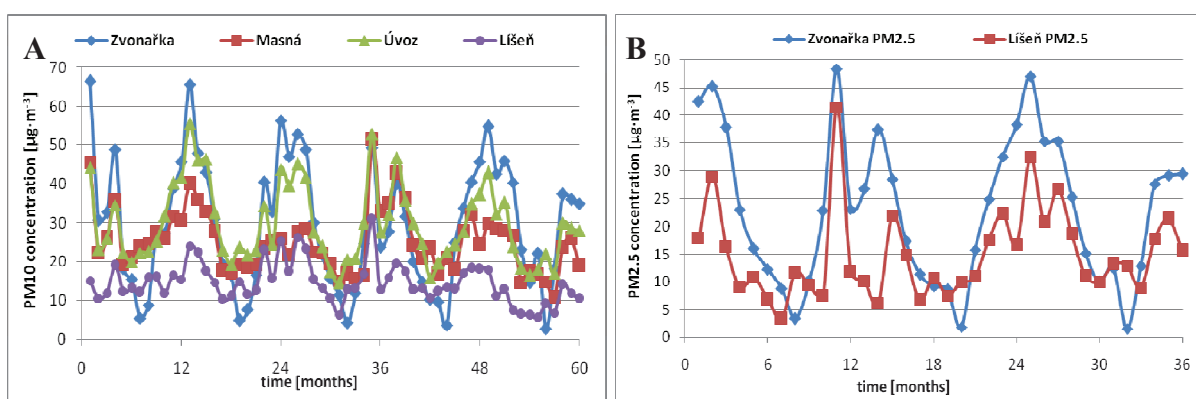 A
Zvonařka Masná Úvoz Líšeň
PM10 concentration [µg·m⁻³]
70
60
50
40
30
20
10
0
0 12 24 36 48 60
time [months]
B
Zvonařka PM2.5 Líšeň PM2.5
PM2.5 concentration [µg·m⁻³]
50
45
40
35
30
25
20
15
10
5
0
0 6 12 18 24 30 36
time [months]